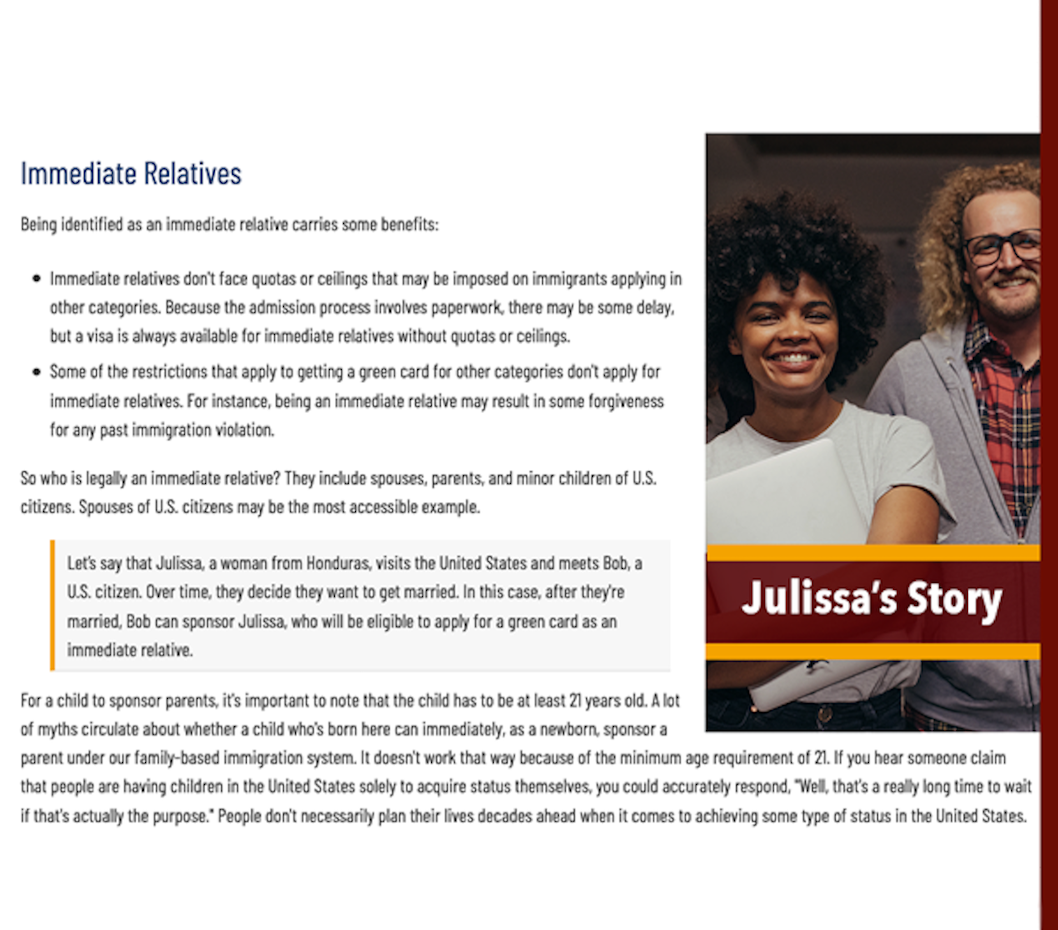 Immediate Relatives
Being identified as an immediate relative carries some benefits:
• Immediate relatives don't face quotas or ceilings that may be imposed on immigrants applying in
other categories. Because the admission process involves paperwork, there may be some delay,
but a visa is always available for immediate relatives without quotas or ceilings.
• Some of the restrictions that apply to getting a green card for other categories don't apply for
immediate relatives. For instance, being an immediate relative may result in some forgiveness
for any past immigration violation.
So who is legally an immediate relative? They include spouses, parents, and minor children of U.S.
citizens. Spouses of U.S. citizens may be the most accessible example.
Let's say that Julissa, a woman from Honduras, visits the United States and meets Bob, a
U.S. citizen. Over time, they decide they want to get married. In this case, after they're
married, Bob can sponsor Julissa, who will be eligible to apply for a green card as an
immediate relative.
Julissa's Story
For a child to sponsor parents, it's important to note that the child has to be at least 21 years old. A lot
of myths circulate about whether a child who's born here can immediately, as a newborn, sponsor a
parent under our family-based immigration system. It doesn't work that way because of the minimum age requirement of 21. If you hear someone claim
that people are having children in the United States solely to acquire status themselves, you could accurately respond, "Well, that's a really long time to wait
if that's actually the purpose." People don't necessarily plan their lives decades ahead when it comes to achieving some type of status in the United States.